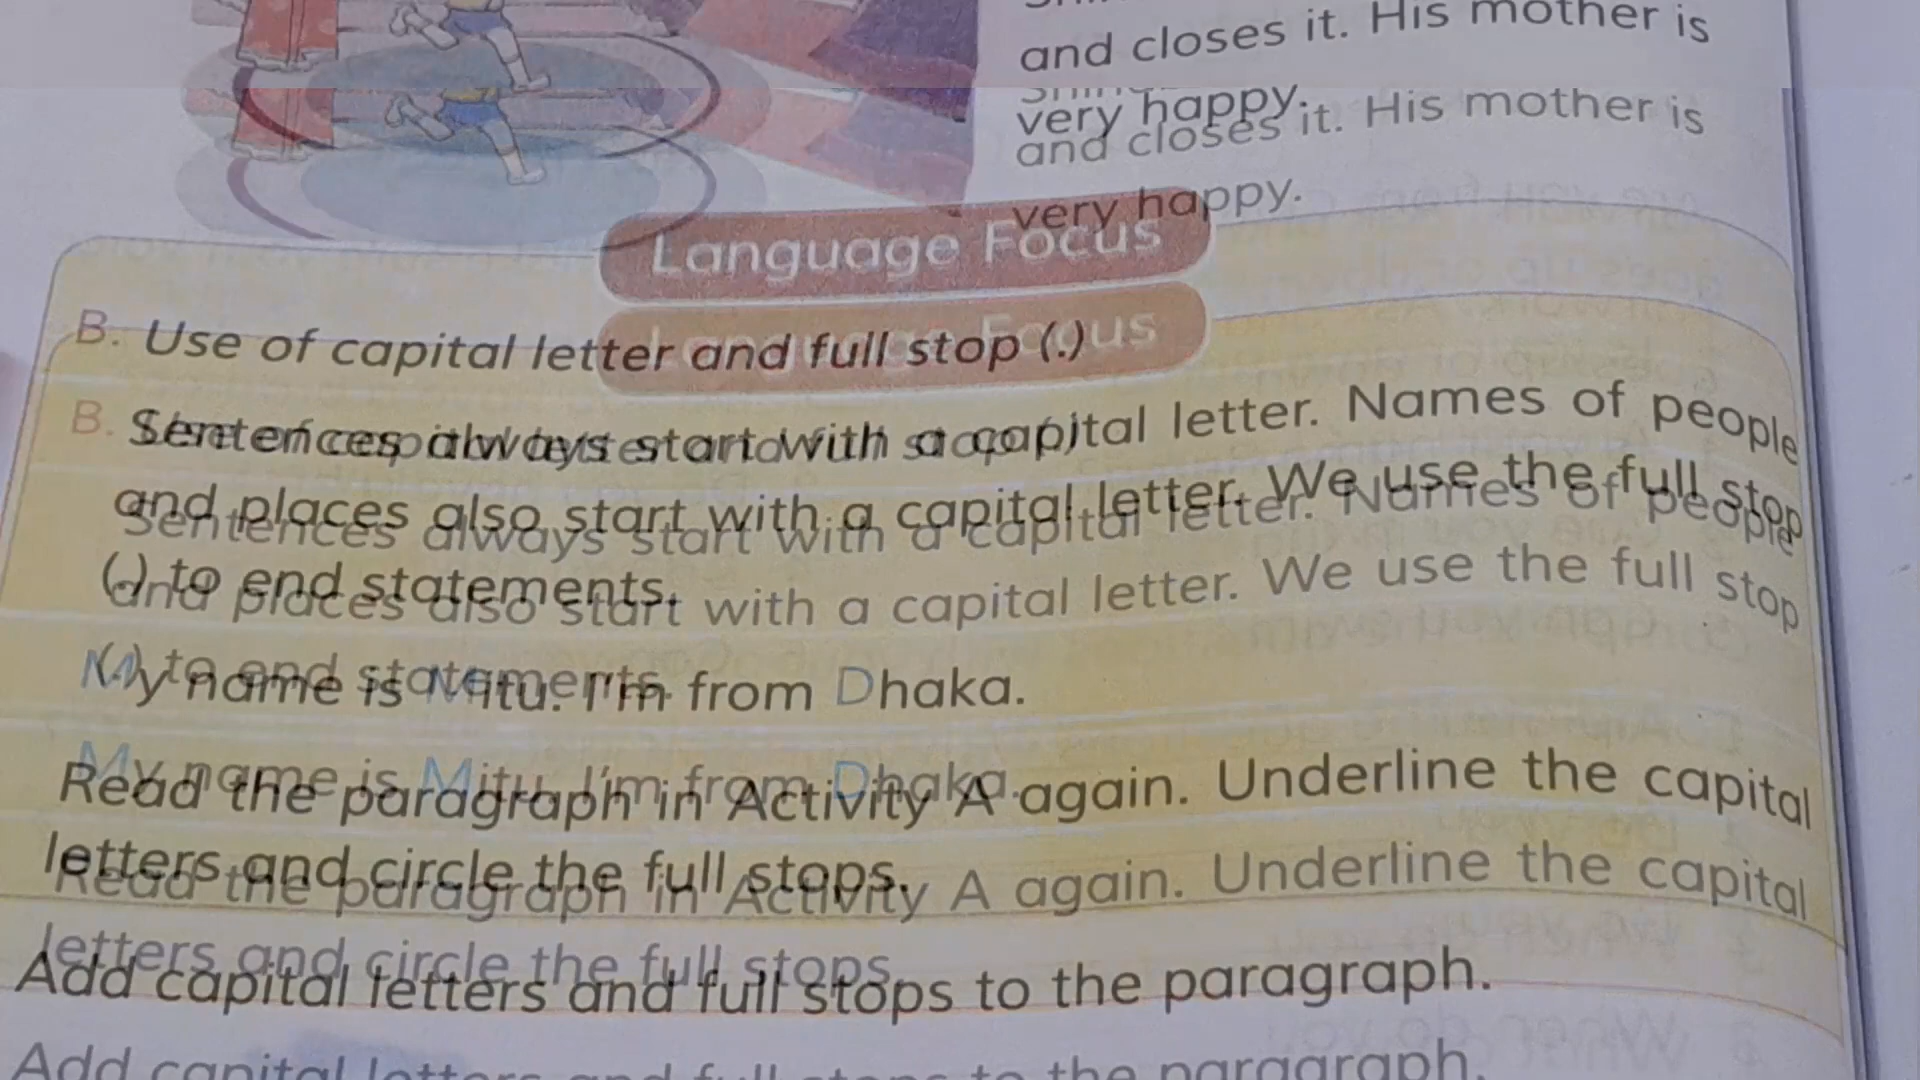 and closes it. His mother is
very happy.
Language Focus
B. Use of capital letter and full stop (.)
Sentences always start with a capital letter. Names of people
and places also start with a capital letter. We use the full stop
(.) to end statements.
My name is Mitu. I'm from Dhaka.
Read the paragraph in Activity A again. Underline the capital
letters and circle the full stops.
Add capital letters and full stops to the paragraph.